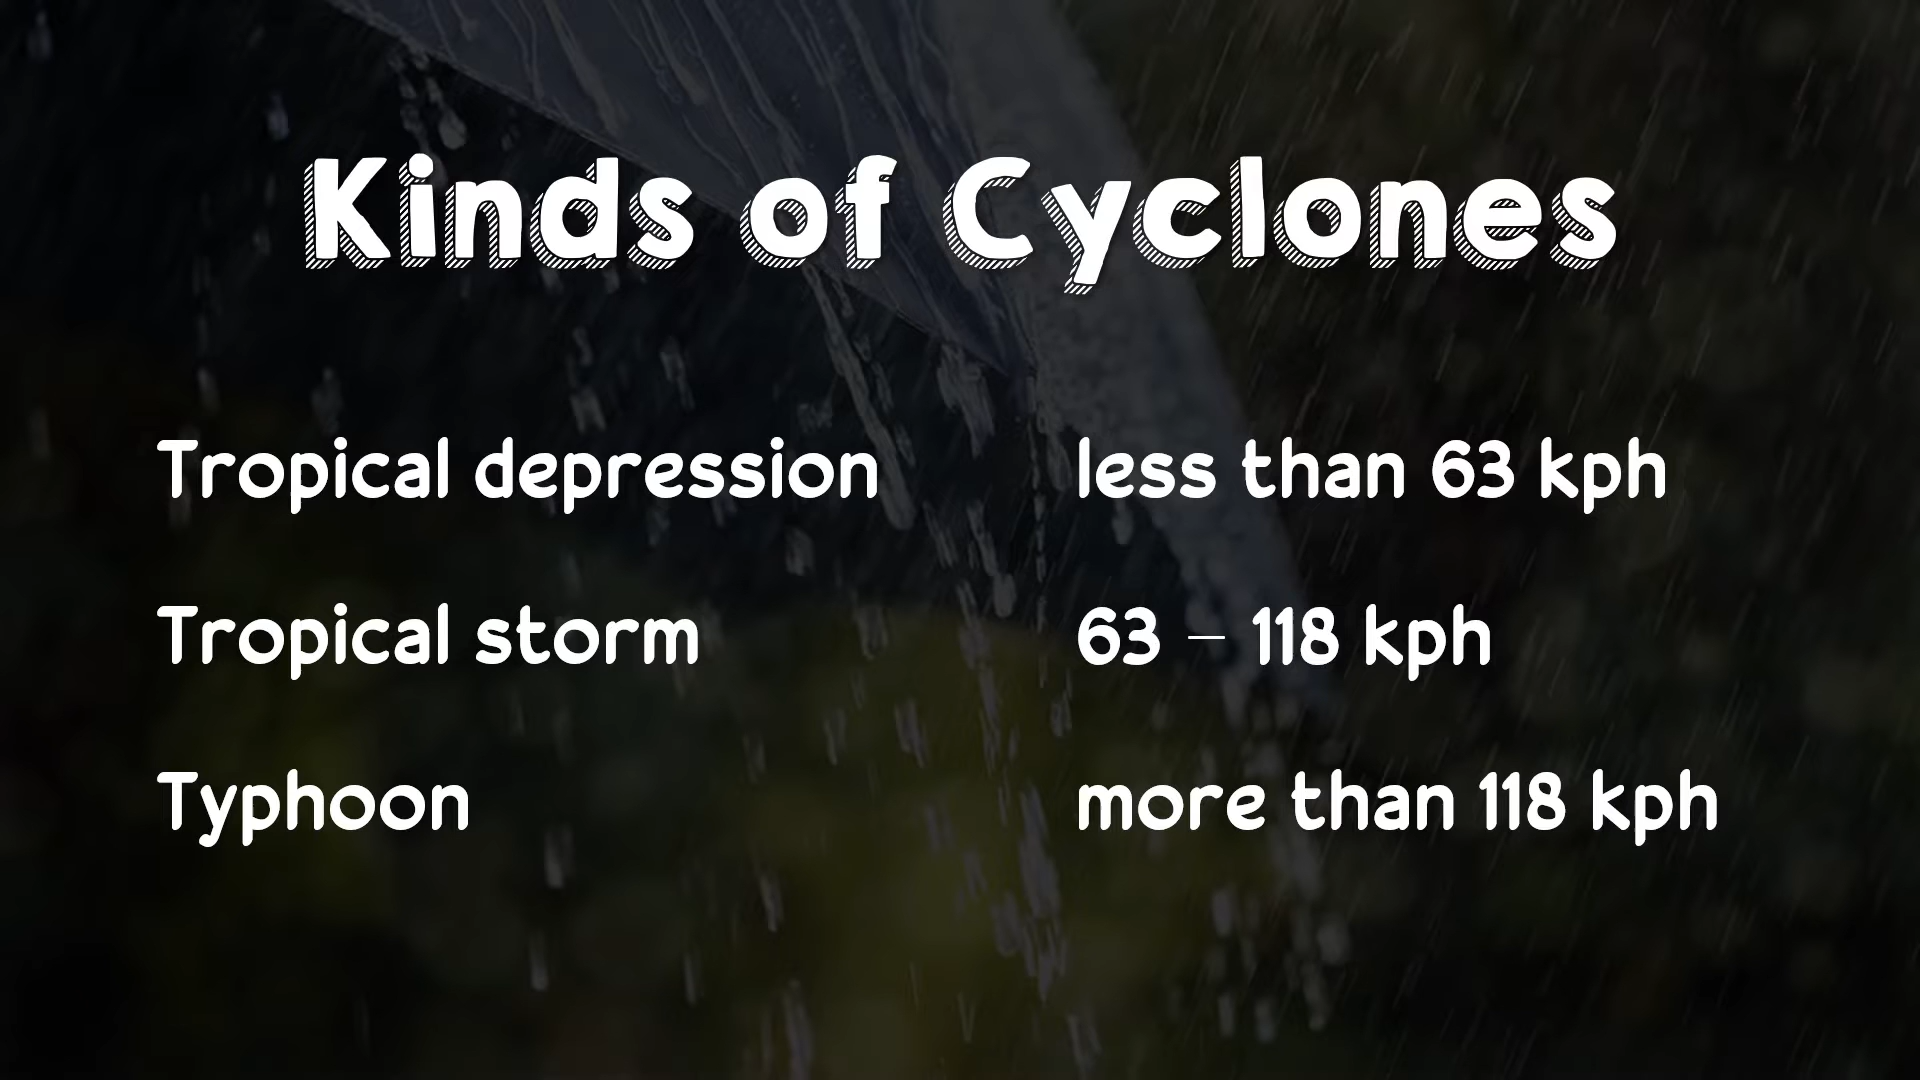 Kinds of Cyclones
Tropical depression less than 63 kph
Tropical storm 63 – 118 kph
Typhoon more than 118 kph